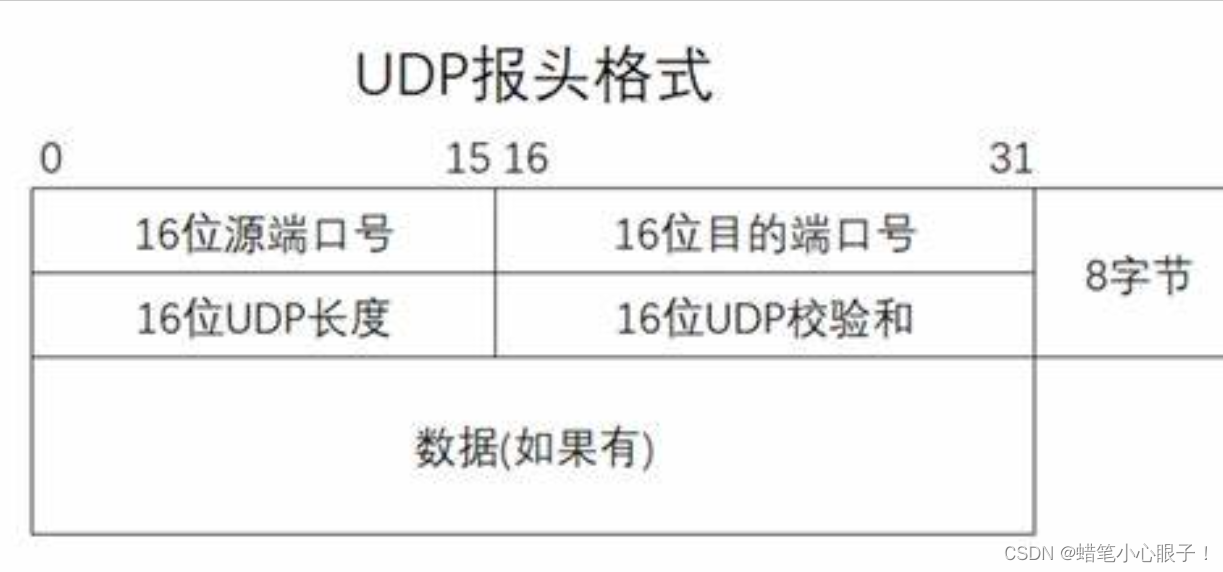 UDP报头格式
0 15 16 31
16位源端口号 16位目的端口号
8字节
16位UDP长度 16位UDP校验和
数据(如果有)
CSDN @蜡笔小心眼子！